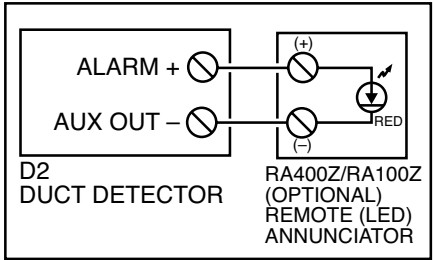 ALARM +
AUX OUT –
(+)
RED
(–)
D2
DUCT DETECTOR
RA400Z/RA100Z
(OPTIONAL)
REMOTE (LED)
ANNUNCIATOR